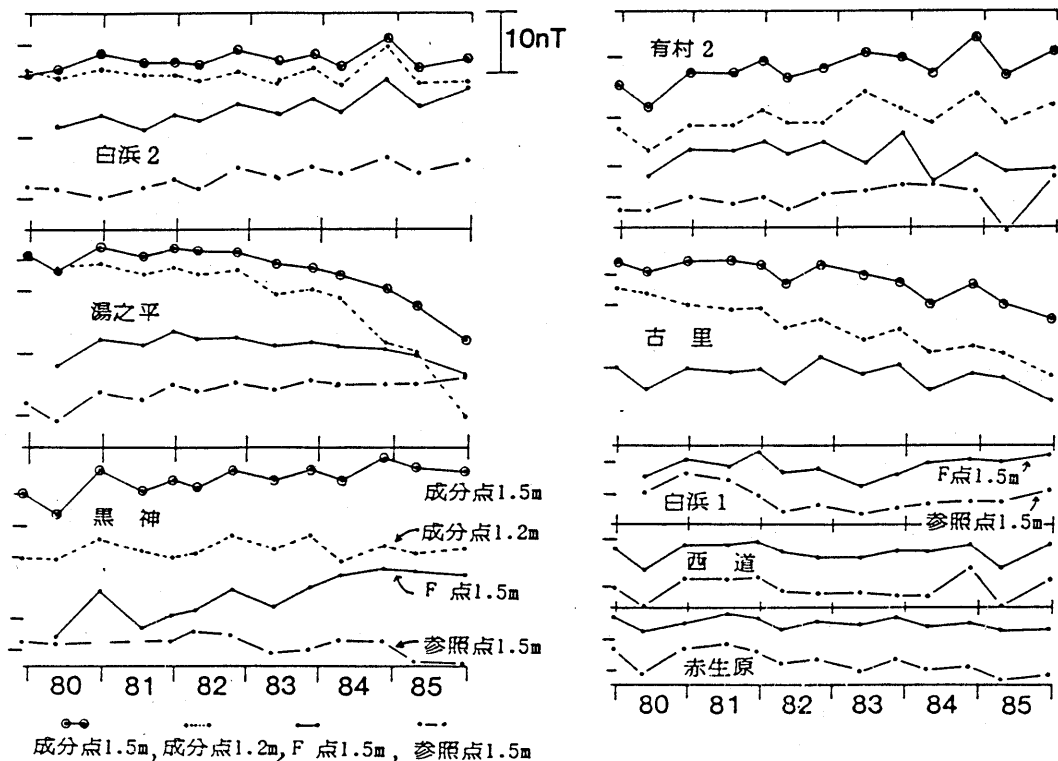 10nT
白浜2
湯之平
黒神
成分点1.5m
成分点1.2m
F 点1.5m
参照点1.5m
80 81 82 83 84 85
成分点1.5m, 成分点1.2m, F 点1.5m, 参照点1.5m
有村2
古里
F点1.5m
白浜1
参照点1.5m
西道
赤生原
80 81 82 83 84 85